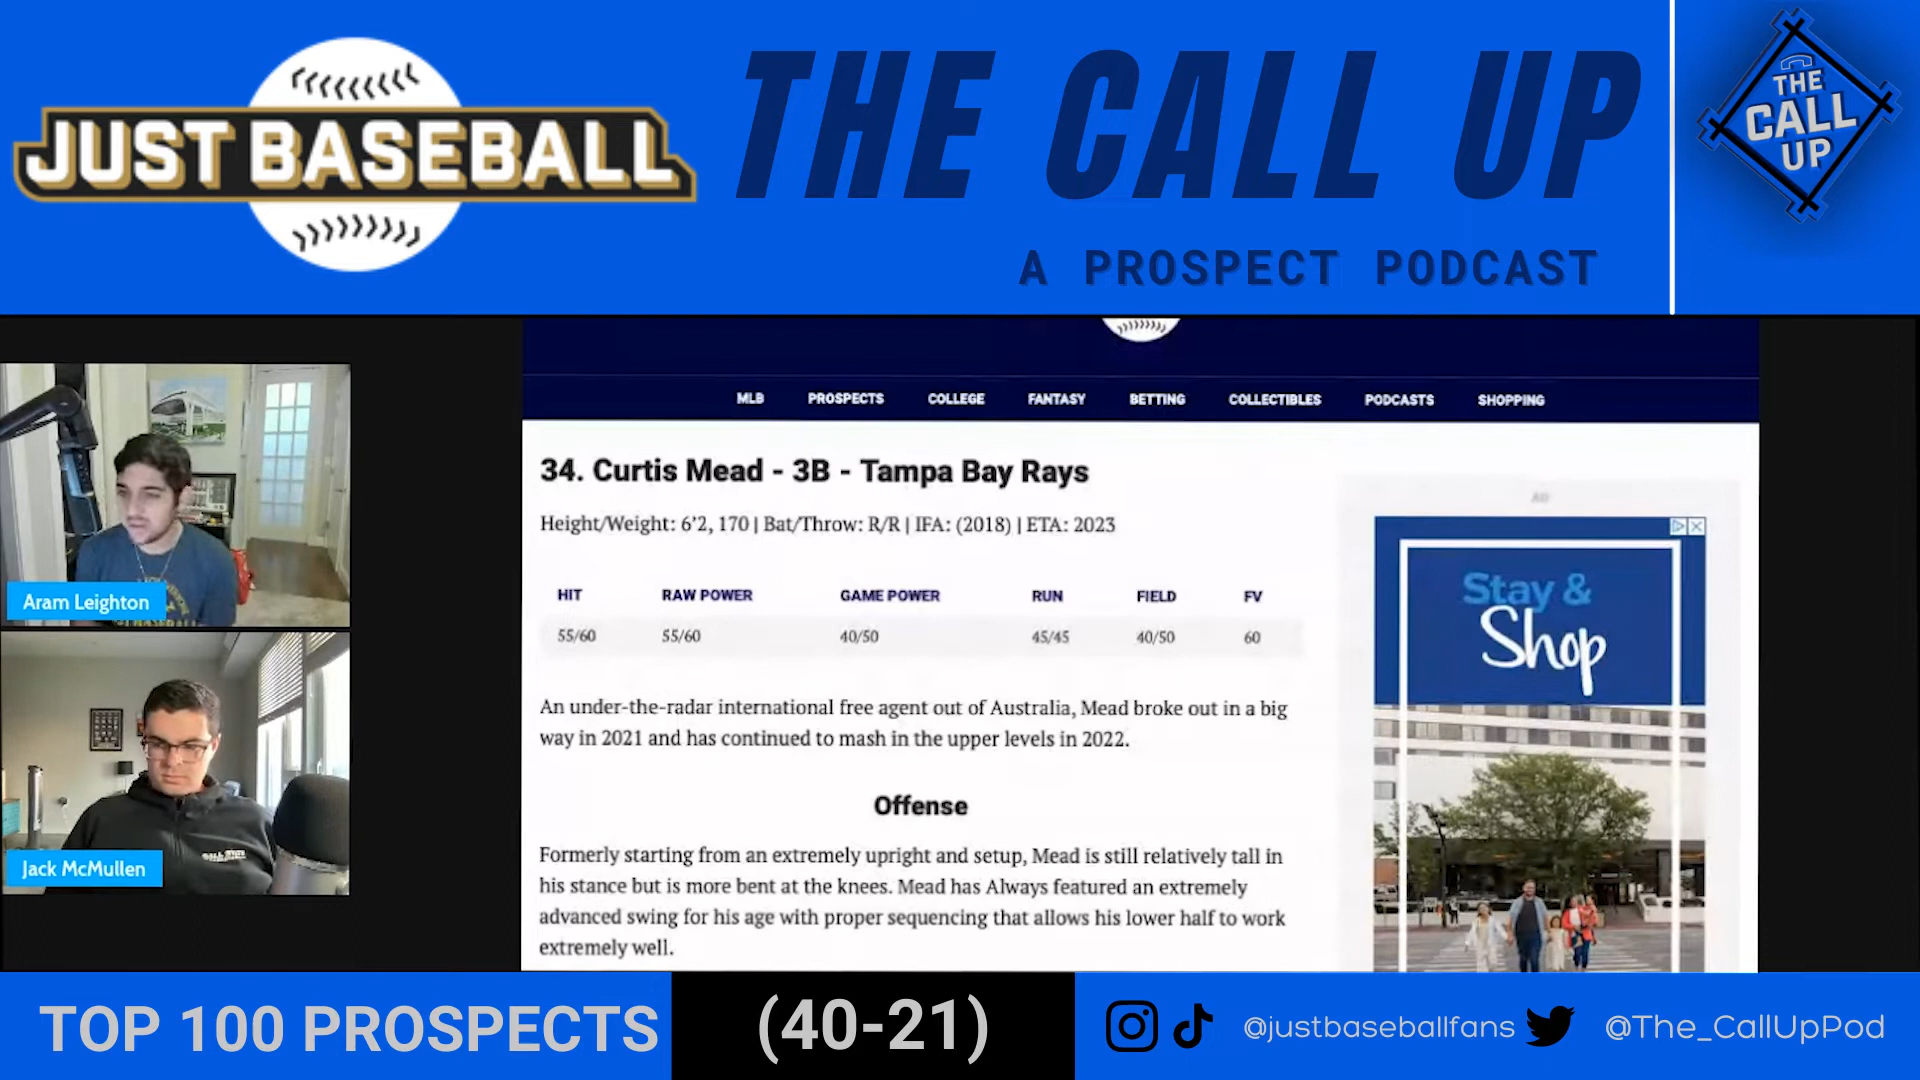 JUST BASEBALL
THE CALL UP
A PROSPECT PODCAST
THE
CALL
UP
MLB PROSPECTS COLLEGE FANTASY BETTING COLLECTIBLES PODCASTS SHOPPING
34. Curtis Mead - 3B - Tampa Bay Rays
Height/Weight: 6'2, 170 | Bat/Throw: R/R | IFA: (2018) | ETA: 2023
HIT RAW POWER GAME POWER RUN FIELD FV
55/60 55/60 40/50 45/45 40/50 60
An under-the-radar international free agent out of Australia, Mead broke out in a big
way in 2021 and has continued to mash in the upper levels in 2022.
Offense
Formerly starting from an extremely upright and setup, Mead is still relatively tall in
his stance but is more bent at the knees. Mead has Always featured an extremely
advanced swing for his age with proper sequencing that allows his lower half to work
extremely well.
AD
Stay &
Shop
Aram Leighton
Jack McMullen
TOP 100 PROSPECTS
(40-21)
@justbaseballfans
@The_CallUpPod